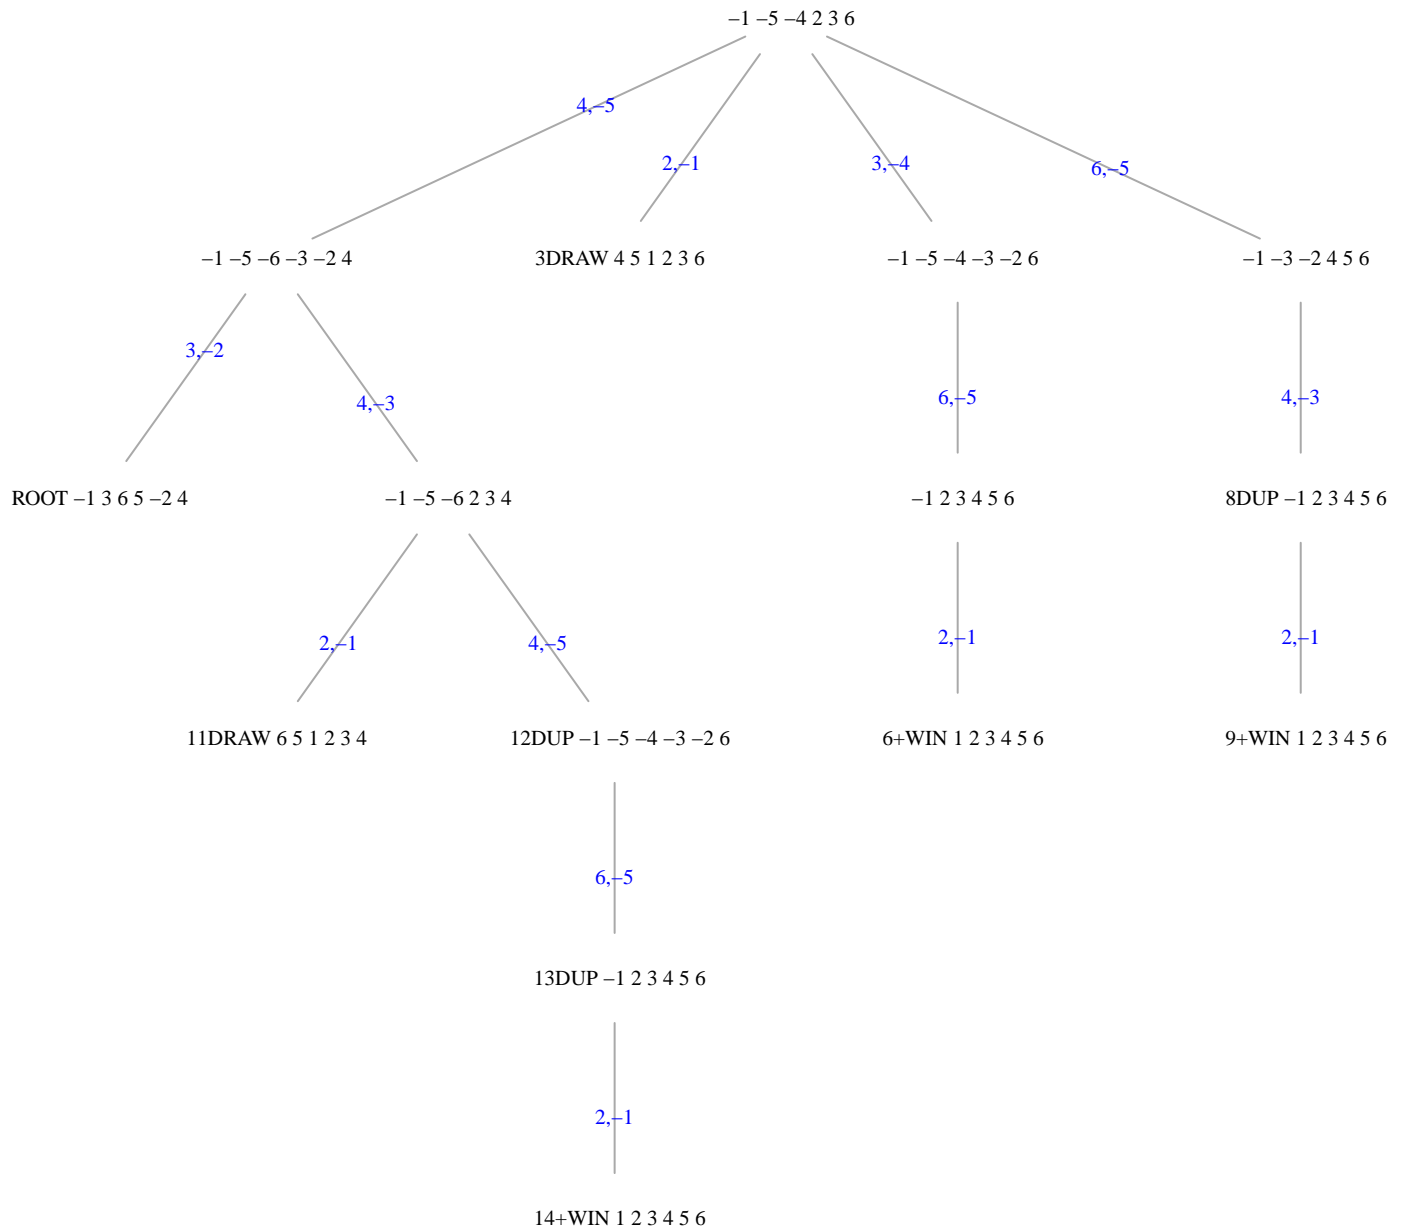 –1 –5 –4 2 3 6
4,–5
2,–1
3,–4
6,–5
–1 –5 –6 –3 –2 4
3DRAW 4 5 1 2 3 6
–1 –5 –4 –3 –2 6
–1 –3 –2 4 5 6
3,–2
4,–3
6,–5
4,–3
ROOT –1 3 6 5 –2 4
–1 –5 –6 2 3 4
–1 2 3 4 5 6
8DUP –1 2 3 4 5 6
2,–1
4,–5
2,–1
2,–1
11DRAW 6 5 1 2 3 4
12DUP –1 –5 –4 –3 –2 6
6+WIN 1 2 3 4 5 6
9+WIN 1 2 3 4 5 6
6,–5
13DUP –1 2 3 4 5 6
2,–1
14+WIN 1 2 3 4 5 6